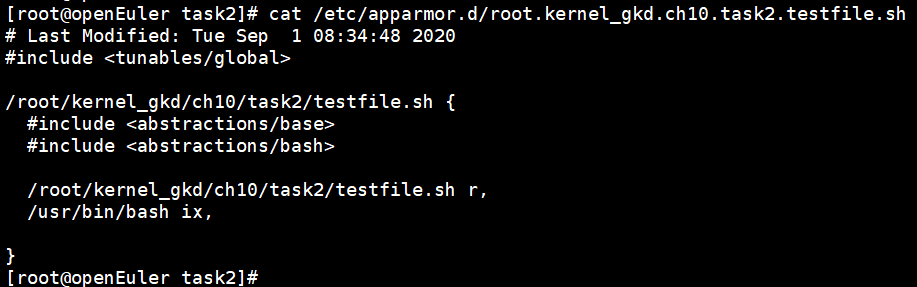 [root@openEuler task2]# cat /etc/apparmor.d/root.kernel_gkd.ch10.task2.testfile.sh
# Last Modified: Tue Sep  1 08:34:48 2020
#include <tunables/global>

/root/kernel_gkd/ch10/task2/testfile.sh {
  #include <abstractions/base>
  #include <abstractions/bash>

  /root/kernel_gkd/ch10/task2/testfile.sh r,
  /usr/bin/bash ix,

}
[root@openEuler task2]#